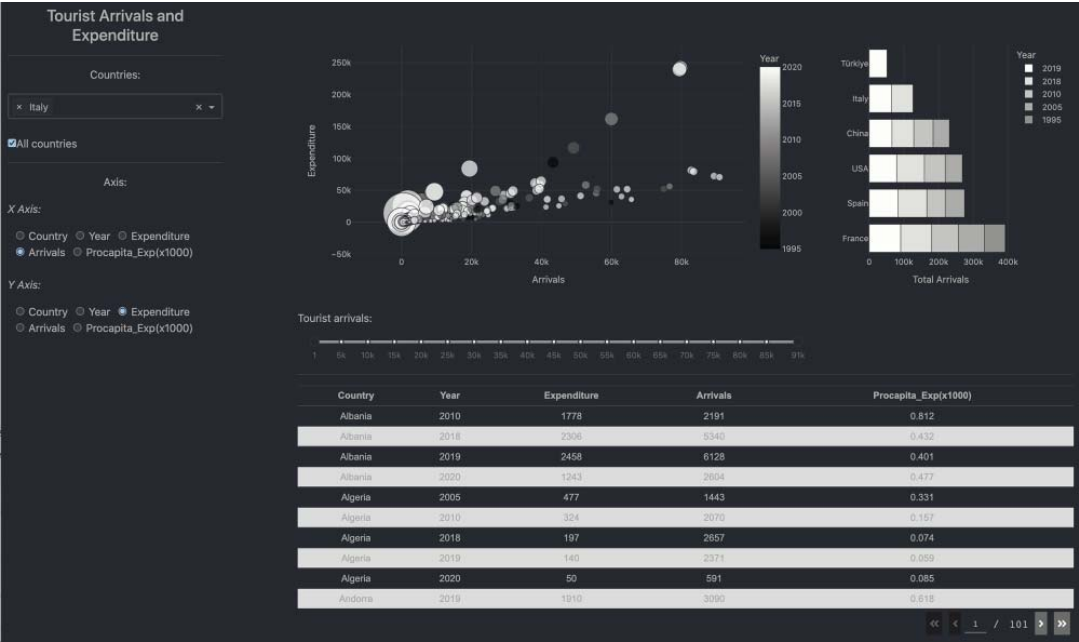 Tourist Arrivals and
Expenditure
Countries:
× Italy × 
All countries
Axis:
X Axis:
Country Year Expenditure
Arrivals Procapita_Exp(x1000)
Y Axis:
Country Year Expenditure
Arrivals Procapita_Exp(x1000)
250k
200k
150k
100k
50k
0
−50k
Expenditure
0 20k 40k 60k 80k
Arrivals
Year
2020
2015
2010
2005
2000
1995
Türkiye
Italy
China
USA
Spain
France
0 100k 200k 300k 400k
Total Arrivals
Year
2019
2018
2010
2005
1995
Tourist arrivals:
1 5k 10k 15k 20k 25k 30k 35k 40k 45k 50k 55k 60k 65k 70k 75k 80k 85k 91k
Country Year Expenditure Arrivals Procapita_Exp(x1000)
Albania 2010 1778 2191 0.812
Albania 2018 2306 5340 0.432
Albania 2019 2458 6128 0.401
Albania 2020 1243 2604 0.477
Algeria 2005 477 1443 0.331
Algeria 2010 324 2070 0.157
Algeria 2018 197 2657 0.074
Algeria 2019 140 2371 0.059
Algeria 2020 50 591 0.085
Andorra 2019 1910 3090 0.618
« ‹ 1 / 101 › »